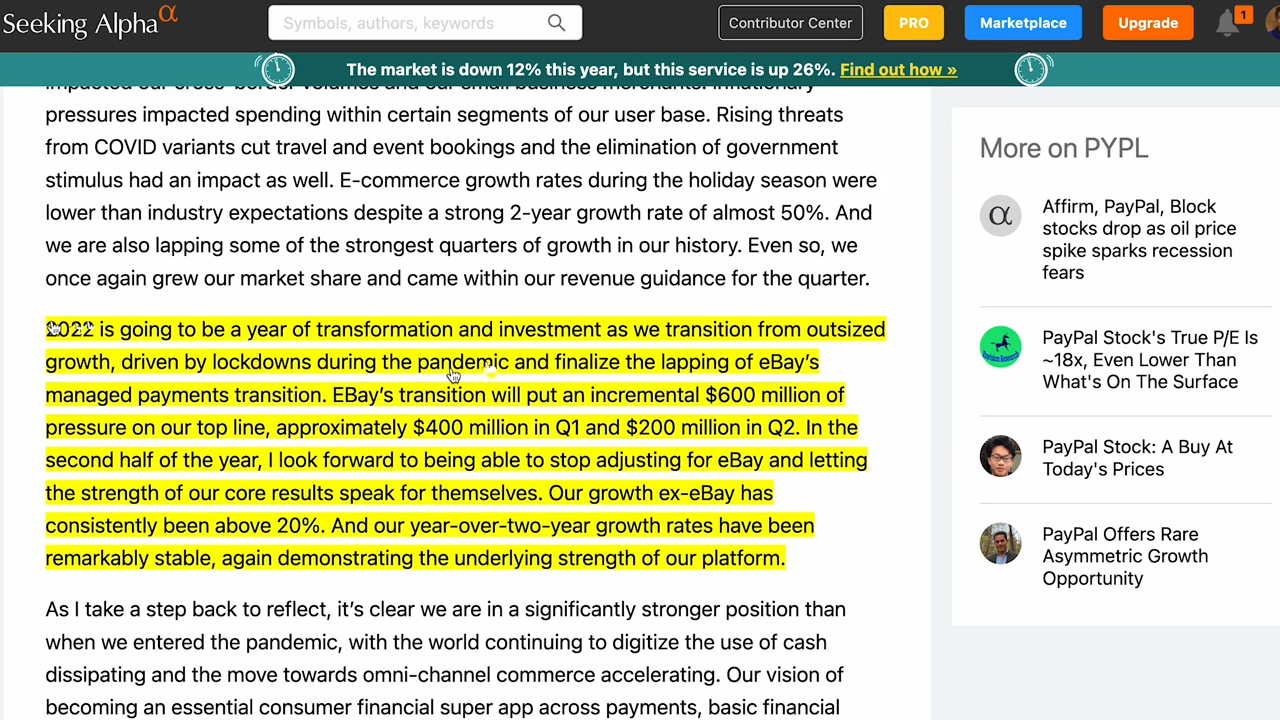 Seeking Alpha α
Symbols, authors, keywords
Contributor Center
PRO
Marketplace
Upgrade
1
The market is down 12% this year, but this service is up 26%. Find out how »
impacted our cross-border volumes and our small business merchants. Inflationary
pressures impacted spending within certain segments of our user base. Rising threats
from COVID variants cut travel and event bookings and the elimination of government
stimulus had an impact as well. E-commerce growth rates during the holiday season were
lower than industry expectations despite a strong 2-year growth rate of almost 50%. And
we are also lapping some of the strongest quarters of growth in our history. Even so, we
once again grew our market share and came within our revenue guidance for the quarter.
2022 is going to be a year of transformation and investment as we transition from outsized
growth, driven by lockdowns during the pandemic and finalize the lapping of eBay’s
managed payments transition. EBay’s transition will put an incremental $600 million of
pressure on our top line, approximately $400 million in Q1 and $200 million in Q2. In the
second half of the year, I look forward to being able to stop adjusting for eBay and letting
the strength of our core results speak for themselves. Our growth ex-eBay has
consistently been above 20%. And our year-over-two-year growth rates have been
remarkably stable, again demonstrating the underlying strength of our platform.
As I take a step back to reflect, it’s clear we are in a significantly stronger position than
when we entered the pandemic, with the world continuing to digitize the use of cash
dissipating and the move towards omni-channel commerce accelerating. Our vision of
becoming an essential consumer financial super app across payments, basic financial
More on PYPL
α
Affirm, PayPal, Block
stocks drop as oil price
spike sparks recession
fears
Envision Research
PayPal Stock's True P/E Is
~18x, Even Lower Than
What's On The Surface
PayPal Stock: A Buy At
Today's Prices
PayPal Offers Rare
Asymmetric Growth
Opportunity